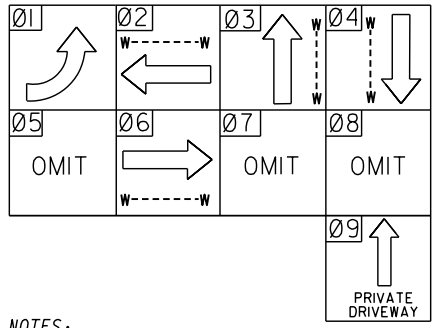 Ø1 Ø2 Ø3 Ø4
W W W W
W W
Ø5 Ø6 Ø7 Ø8
OMIT OMIT OMIT
W W
Ø9
PRIVATE
DRIVEWAY
NOTES: